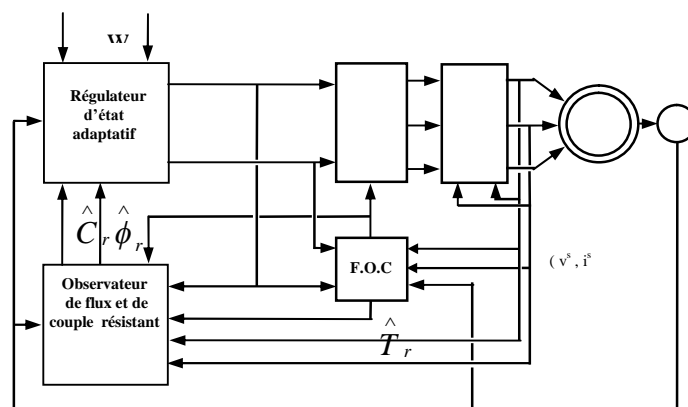 Régulateur
d'état
adaptatif
Ĉr ϕ̂r
Observateur
de flux et de
couple résistant
F.O.C
( vˢ , iˢ
T̂r